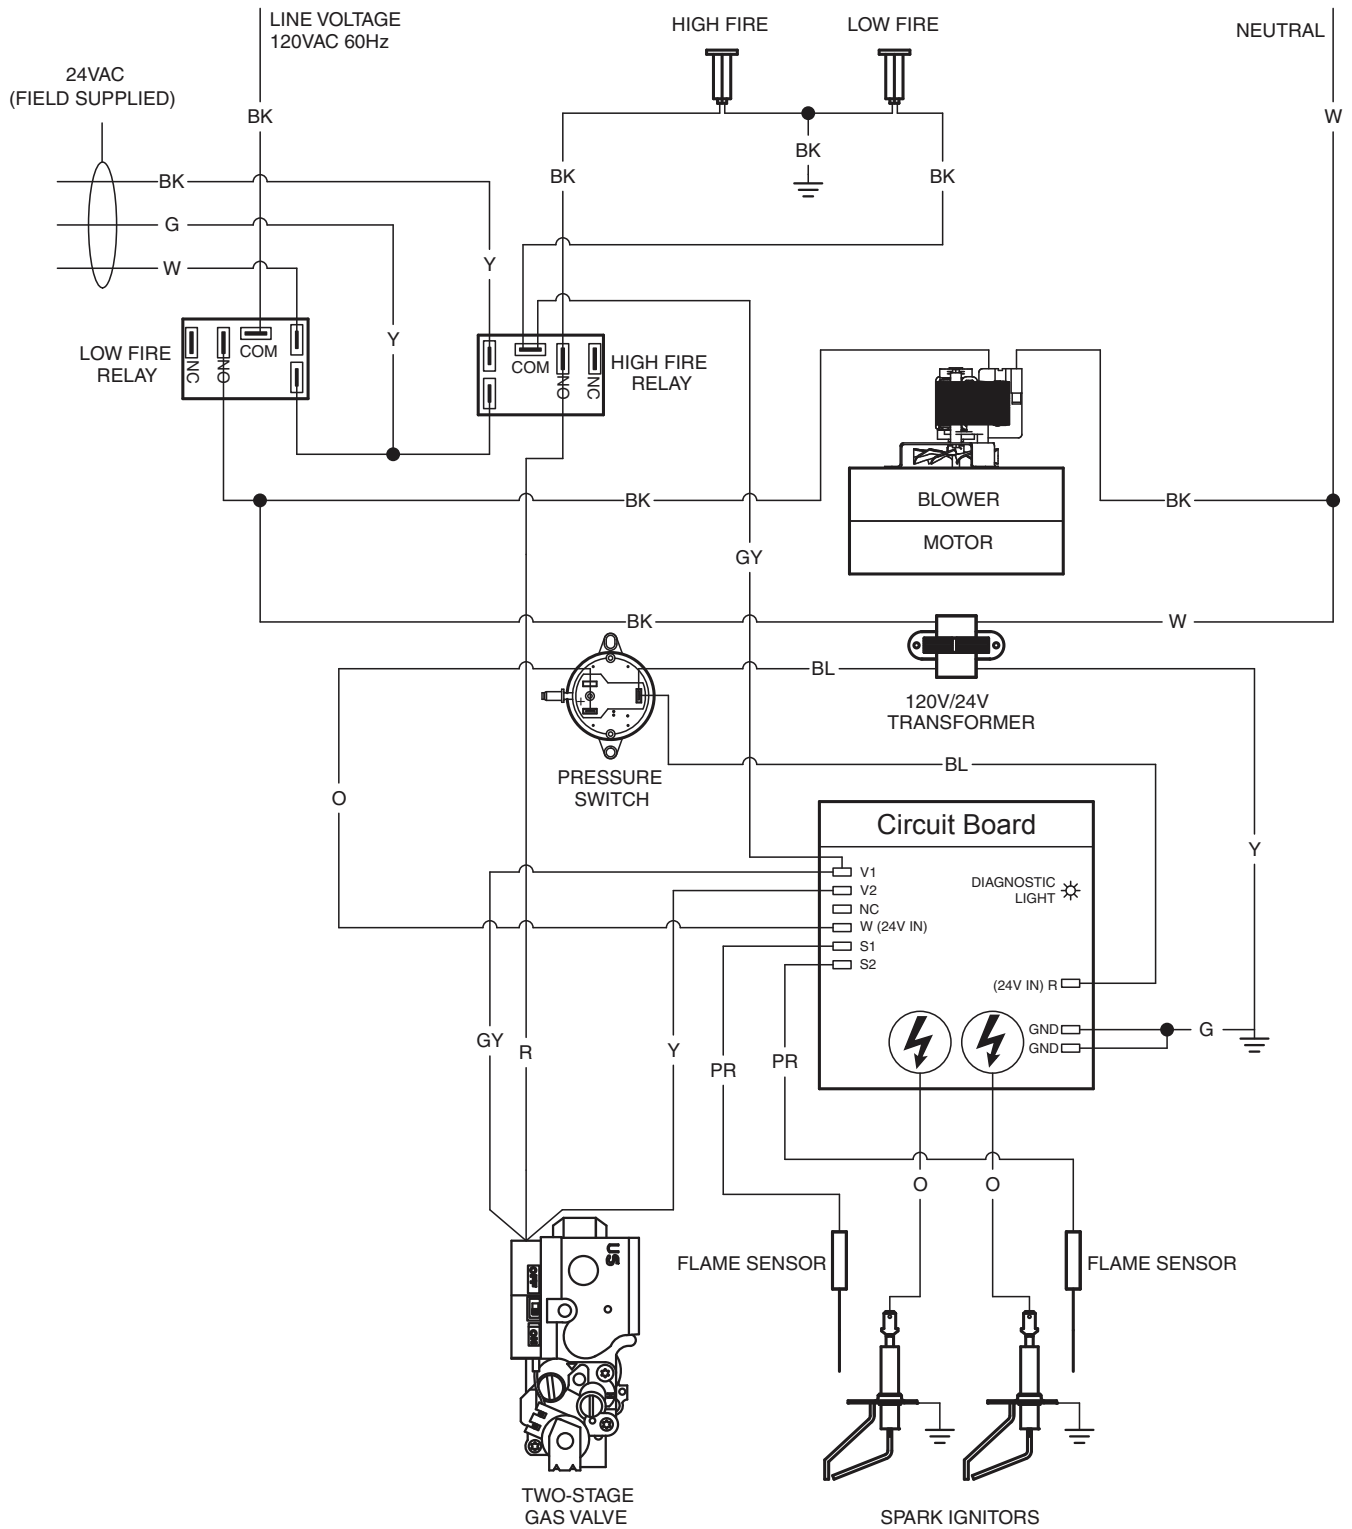 LINE VOLTAGE
120VAC 60Hz
HIGH FIRE
LOW FIRE
NEUTRAL
24VAC
(FIELD SUPPLIED)
BK
W
BK
BK
BK
BK
G
W
Y
Y
LOW FIRE
RELAY
NC
NO
COM
COM
NO
NC
HIGH FIRE
RELAY
BK
BLOWER
MOTOR
BK
GY
BK
W
BL
120V/24V
TRANSFORMER
+
PRESSURE
SWITCH
BL
O
Circuit Board
Y
V1
V2
NC
W (24V IN)
S1
S2
DIAGNOSTIC
LIGHT
(24V IN) R
GND
GND
G
GY
R
Y
PR
PR
O
O
FLAME SENSOR
FLAME SENSOR
US
OFF
ON
TWO-STAGE
GAS VALVE
SPARK IGNITORS